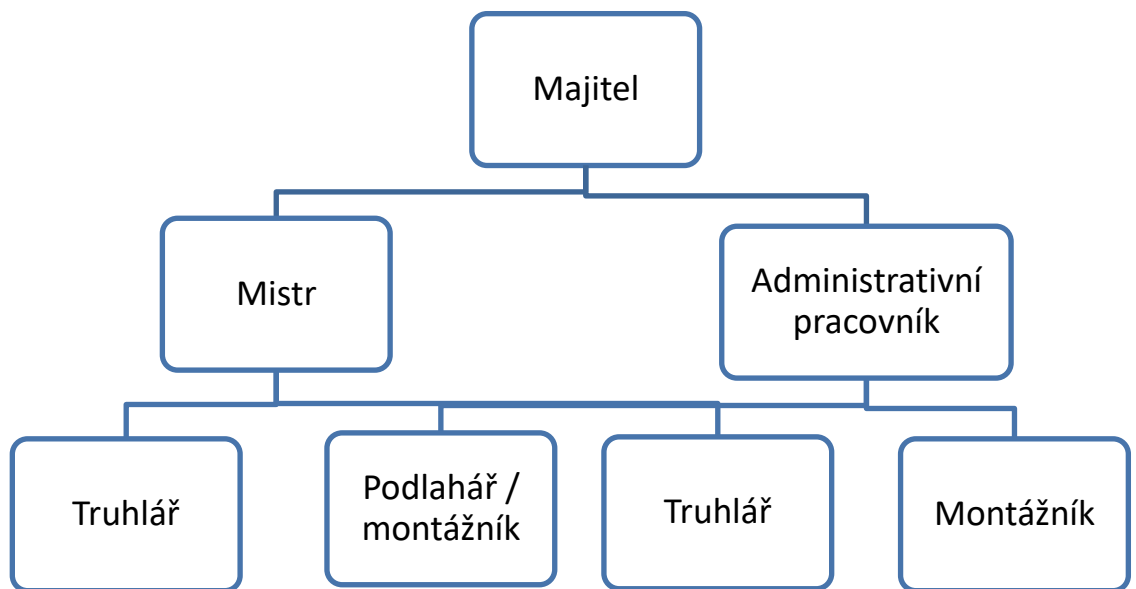 Majitel
Mistr
Administrativní
pracovník
Truhlář
Podlahář /
montážník
Truhlář
Montážník